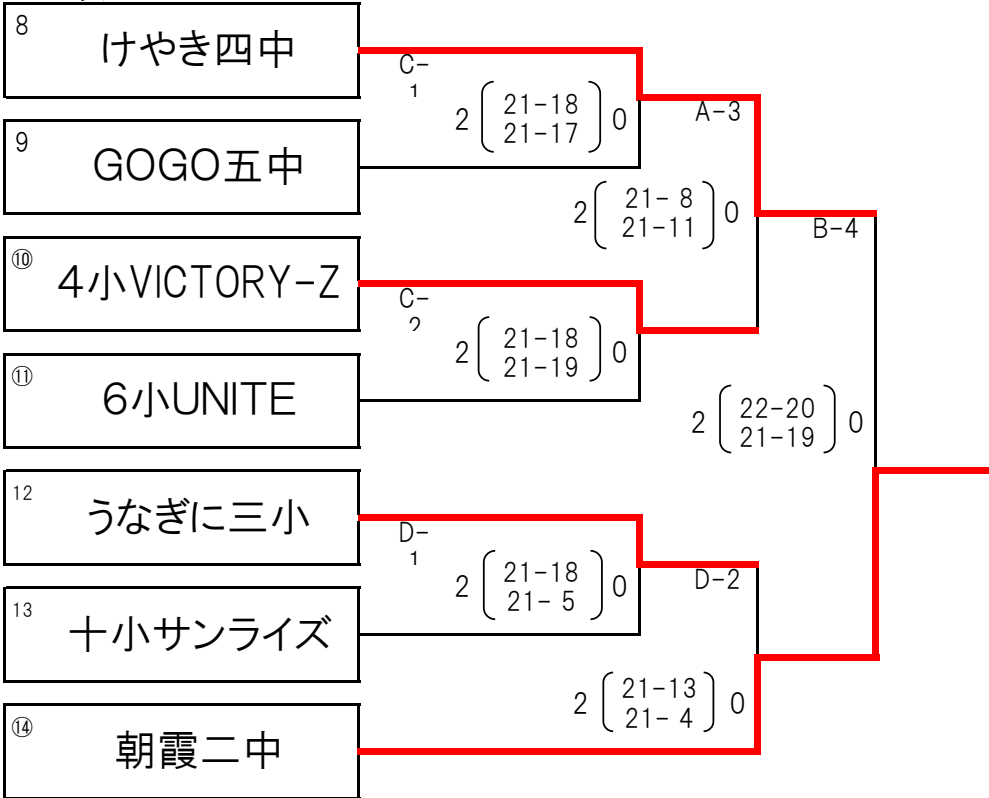 8
けやき四中
C-
1
2 21-18 0
21-17
A-3
9
GOGO五中
2 21- 8 0
21-11
B-4
⑩
4小VICTORY-Z
C-
2
2 21-18 0
21-19
⑪
6小UNITE
2 22-20 0
21-19
12
うなぎに三小
D-
1
2 21-18 0
21- 5
D-2
13
十小サンライズ
2 21-13 0
21- 4
⑭
朝霞二中